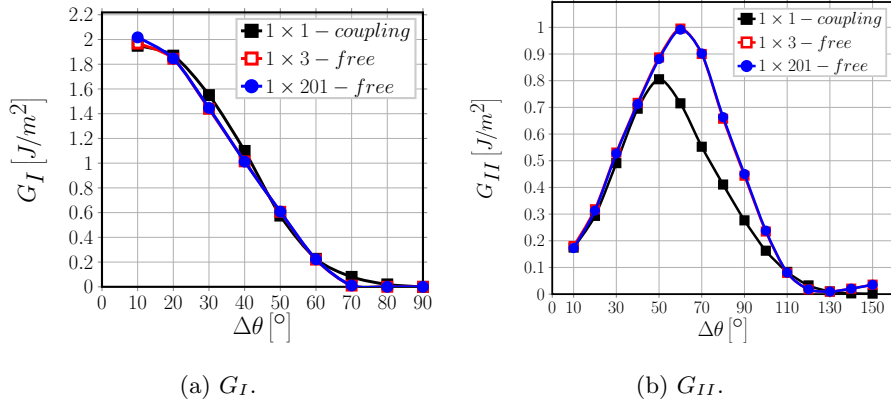 2.2
2
1.8
1.6
1.4
1.2
1
0.8
0.6
0.4
0.2
0
G_I [J/m²]
1 × 1 − coupling
1 × 3 − free
1 × 201 − free
0 10 20 30 40 50 60 70 80 90
Δθ [°]
(a) G_I.
1
0.9
0.8
0.7
0.6
0.5
0.4
0.3
0.2
0.1
0
G_II [J/m²]
1 × 1 − coupling
1 × 3 − free
1 × 201 − free
0 10 30 50 70 90 110 130 150
Δθ [°]
(b) G_II.